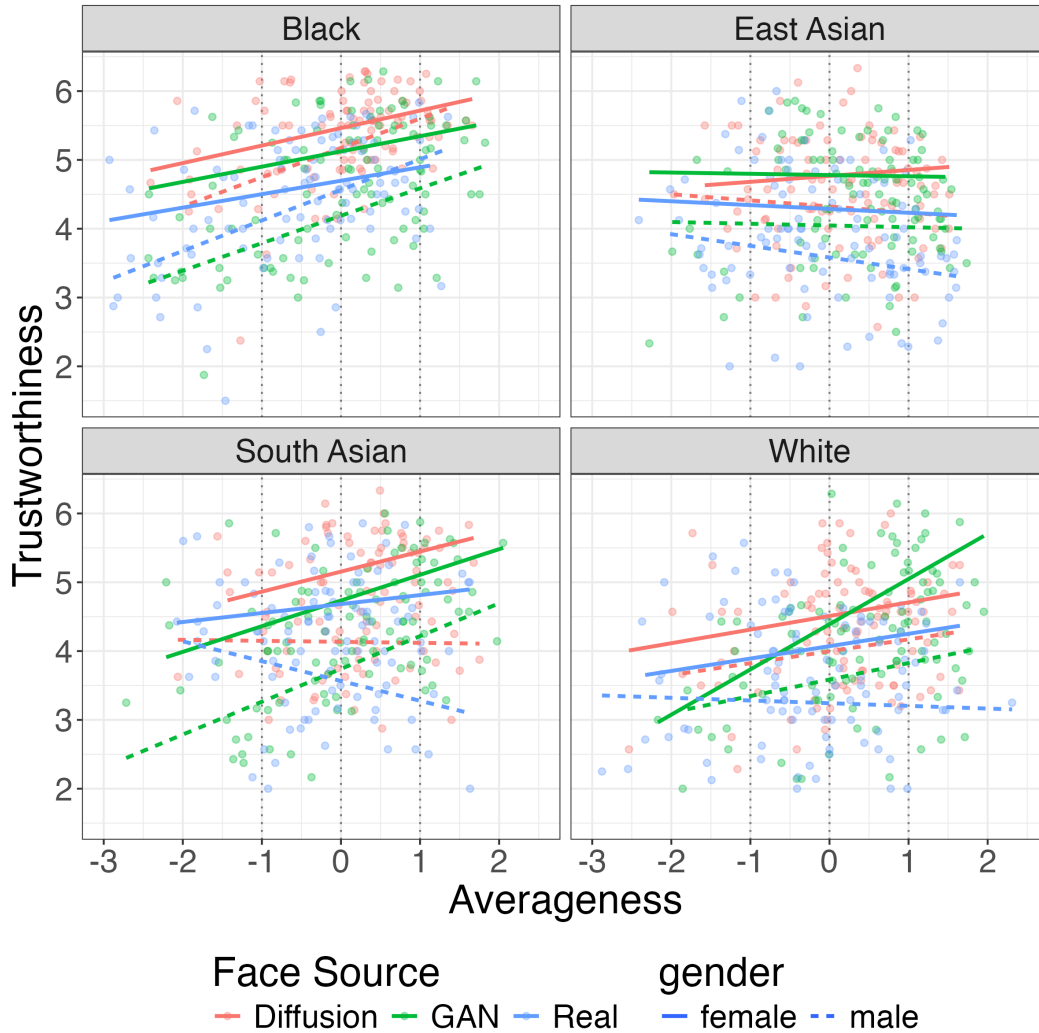 Black
East Asian
6
5
4
3
2
South Asian
White
6
5
4
3
2
Trustworthiness
-3 -2 -1 0 1 2
-3 -2 -1 0 1 2
Averageness
Face Source
Diffusion GAN Real
gender
female male